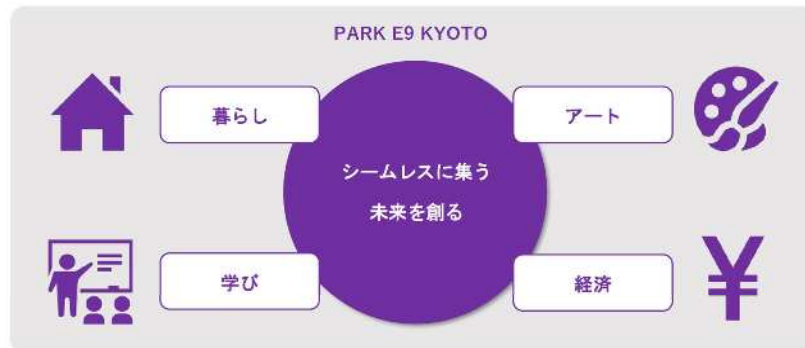 PARK E9 KYOTO
暮らし
アート
シームレスに集う
未来を創る
学び
経済